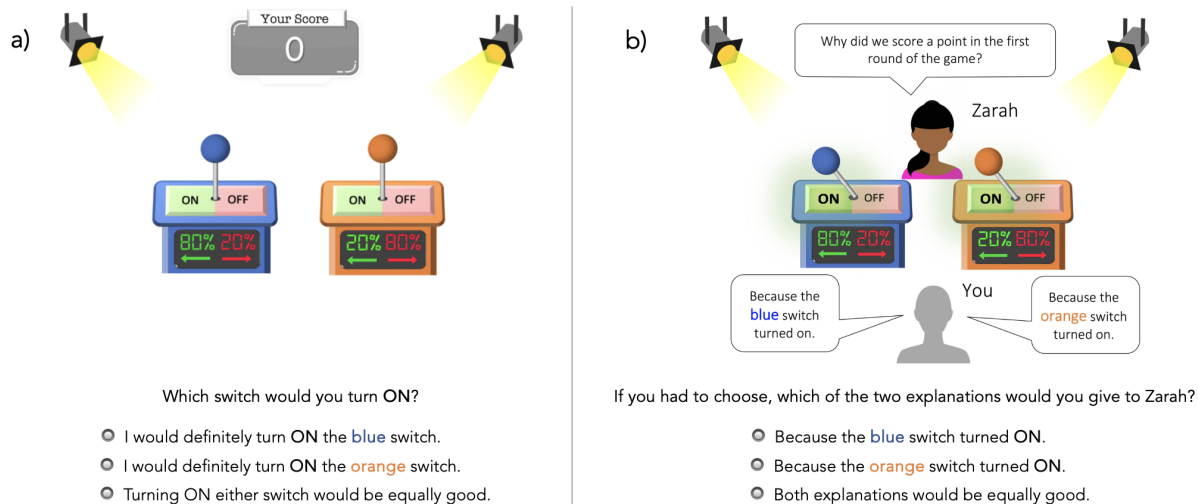 a)
Your Score
0
ON OFF
ON OFF
80% 20%
20% 80%
Which switch would you turn ON?
I would definitely turn ON the blue switch.
I would definitely turn ON the orange switch.
Turning ON either switch would be equally good.
b)
Why did we score a point in the first
round of the game?
Zarah
ON OFF
ON OFF
80% 20%
20% 80%
You
Because the
blue switch
turned on.
Because the
orange switch
turned on.
If you had to choose, which of the two explanations would you give to Zarah?
Because the blue switch turned ON.
Because the orange switch turned ON.
Both explanations would be equally good.